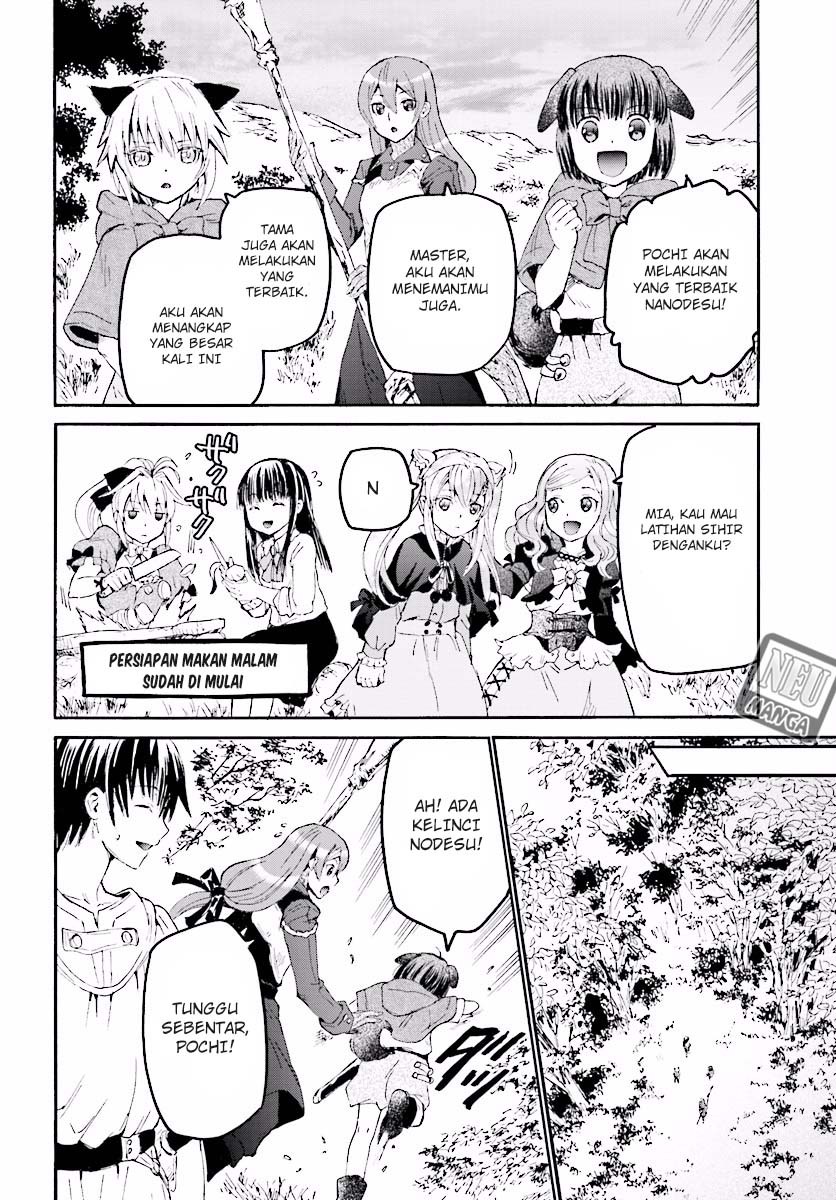 POCHI AKAN
MELAKUKAN
YANG TERBAIK
NANODESU!
MASTER,
AKU AKAN
MENEMANIMU
JUGA.
TAMA
JUGA AKAN
MELAKUKAN
YANG
TERBAIK.
AKU AKAN
MENANGKAP
YANG BESAR
KALI INI
MIA, KAU MAU
LATIHAN SIHIR
DENGANKU?
N
ザク
ザク
ザク
PERSIAPAN MAKAN MALAM
SUDAH DI MULAI
NEU
MANGA
AH! ADA
KELINCI
NODESU!
TUNGGU
SEBENTAR,
POCHI!
ダッ